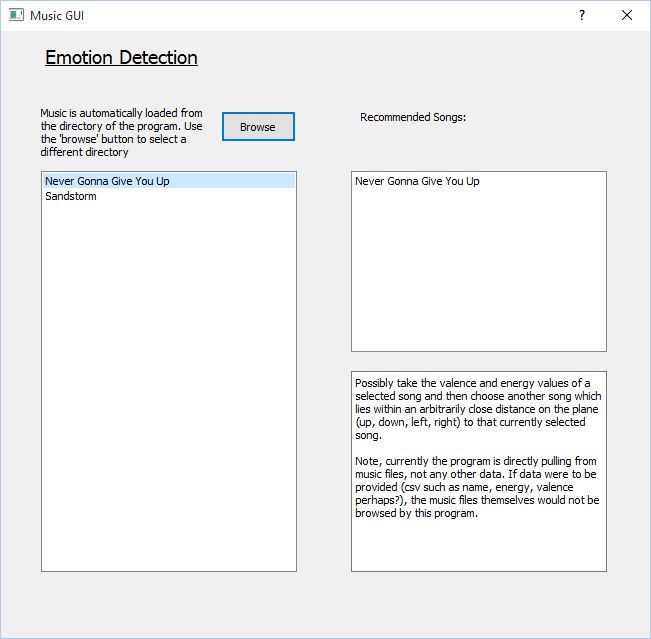 Music GUI
?
Emotion Detection
Music is automatically loaded from
the directory of the program. Use
the 'browse' button to select a
different directory
Browse
Recommended Songs:
Never Gonna Give You Up
Sandstorm
Never Gonna Give You Up
Possibly take the valence and energy values of a
selected song and then choose another song which
lies within an arbitrarily close distance on the plane
(up, down, left, right) to that currently selected
song.
Note, currently the program is directly pulling from
music files, not any other data. If data were to be
provided (csv such as name, energy, valence
perhaps?), the music files themselves would not be
browsed by this program.